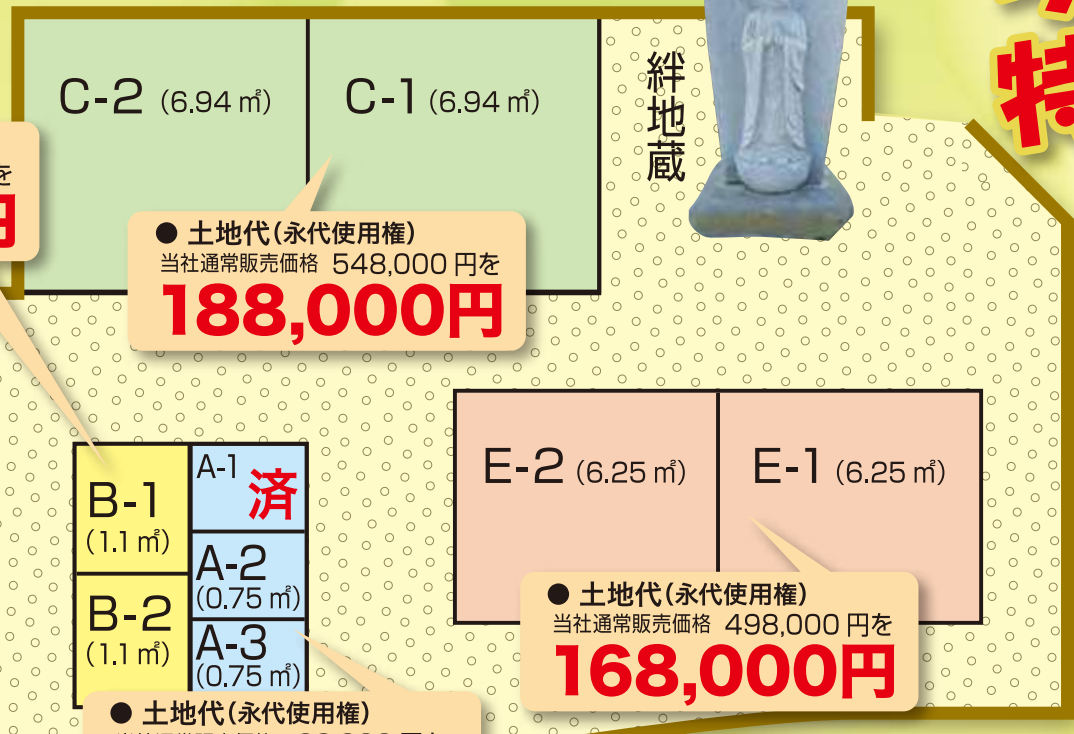 特
C-2 (6.94㎡)
C-1 (6.94㎡)
絆地蔵
を
円
● 土地代(永代使用権)
当社通常販売価格 548,000円を
188,000円
E-2 (6.25㎡)
E-1 (6.25㎡)
● 土地代(永代使用権)
当社通常販売価格 498,000円を
168,000円
B-1
(1.1㎡)
B-2
(1.1㎡)
A-1 済
A-2
(0.75㎡)
A-3
(0.75㎡)
● 土地代(永代使用権)